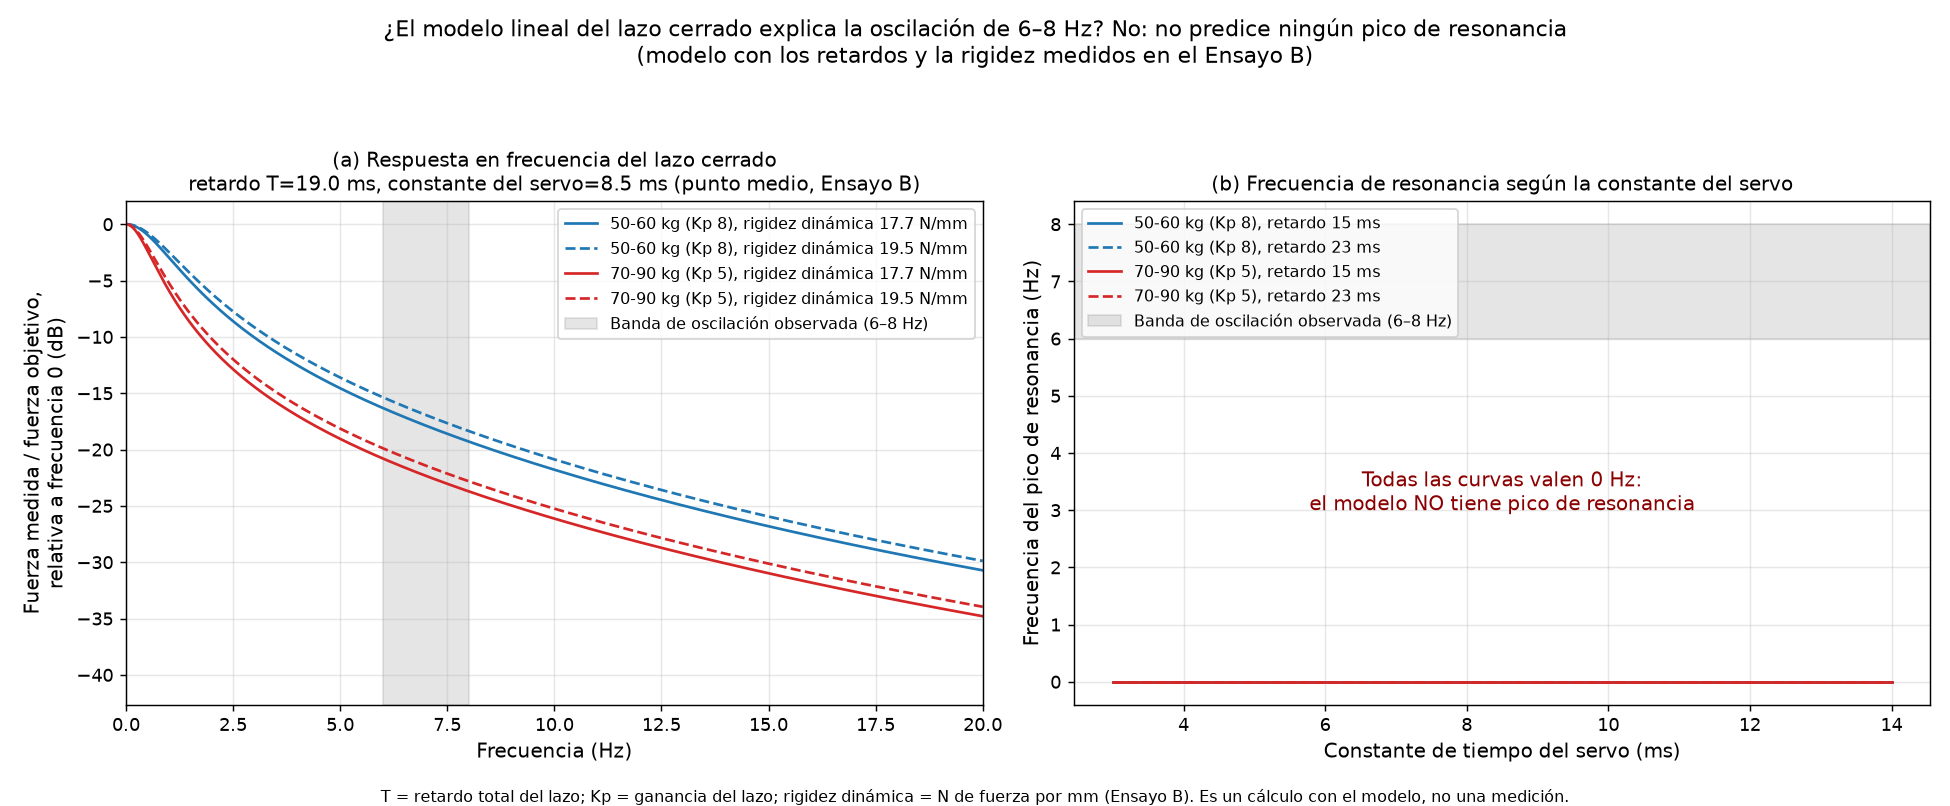 ¿El modelo lineal del lazo cerrado explica la oscilación de 6–8 Hz? No: no predice ningún pico de resonancia
(modelo con los retardos y la rigidez medidos en el Ensayo B)
(a) Respuesta en frecuencia del lazo cerrado
retardo T=19.0 ms, constante del servo=8.5 ms (punto medio, Ensayo B)
Fuerza medida / fuerza objetivo,
relativa a frecuencia 0 (dB)
0
−5
−10
−15
−20
−25
−30
−35
−40
50-60 kg (Kp 8), rigidez dinámica 17.7 N/mm
50-60 kg (Kp 8), rigidez dinámica 19.5 N/mm
70-90 kg (Kp 5), rigidez dinámica 17.7 N/mm
70-90 kg (Kp 5), rigidez dinámica 19.5 N/mm
Banda de oscilación observada (6–8 Hz)
0.0 2.5 5.0 7.5 10.0 12.5 15.0 17.5 20.0
Frecuencia (Hz)
(b) Frecuencia de resonancia según la constante del servo
Frecuencia del pico de resonancia (Hz)
8
7
6
5
4
3
2
1
0
50-60 kg (Kp 8), retardo 15 ms
50-60 kg (Kp 8), retardo 23 ms
70-90 kg (Kp 5), retardo 15 ms
70-90 kg (Kp 5), retardo 23 ms
Banda de oscilación observada (6–8 Hz)
Todas las curvas valen 0 Hz:
el modelo NO tiene pico de resonancia
4 6 8 10 12 14
Constante de tiempo del servo (ms)
T = retardo total del lazo; Kp = ganancia del lazo; rigidez dinámica = N de fuerza por mm (Ensayo B). Es un cálculo con el modelo, no una medición.